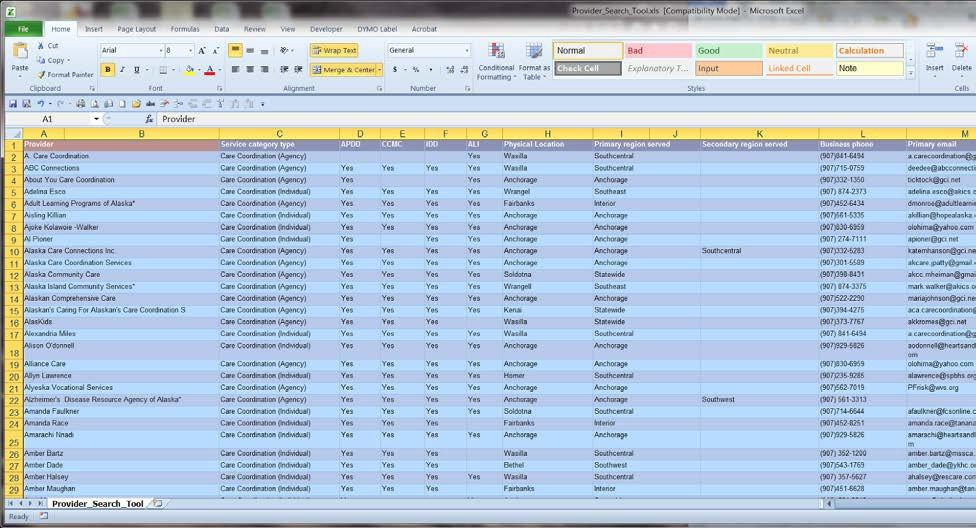 Provider_Search_Tool.xls [Compatibility Mode] - Microsoft Excel
File Home Insert Page Layout Formulas Data Review View Developer DYMO Label Acrobat
Cut Arial 8 Wrap Text General Normal Bad Good Neutral Calculation
Copy
Paste Format Painter B I U Merge & Center $ % , Conditional Formatting Format as Table Check Cell Explanatory T... Input Linked Cell Note Insert Delete
Clipboard Font Alignment Number Styles Cells
A1 fx Provider
A B C D E F G H I J K L M
1 Provider Service category type APDD CCMC IDD ALI Physical Location Primary region served Secondary region served Business phone Primary email
2 A. Care Coordination Care Coordination (Agency) Yes Wasilla Southcentral (907)841-6494 a.carecoordination@g
3 ABC Connections Care Coordination (Agency) Yes Yes Yes Yes Wasilla Southcentral (907)715-0759 deedee@abcconnecti
4 About You Care Coordination Care Coordination (Agency) Yes Yes Anchorage Anchorage (907)332-1350 ticktock@gci.net
5 Adelina Esco Care Coordination (Individual) Yes Yes Yes Wrangel Southeast (907) 874-2373 adelina.esco@akics.o
6 Adult Learning Programs of Alaska* Care Coordination (Agency) Yes Yes Yes Yes Fairbanks Interior (907)452-6434 dmonroe@adultlearni
7 Aisling Killian Care Coordination (Individual) Yes Yes Yes Anchorage Anchorage (907)561-5335 akillian@hopealaska.
8 Ajoke Kolawole -Walker Care Coordination (Individual) Yes Yes Yes Yes Anchorage Anchorage (907)830-6959 olohima@yahoo.com
9 Al Pioner Care Coordination (Individual) Yes Yes Yes Anchorage Anchorage (907) 274-7111 apioner@gci.net
10 Alaska Care Connections Inc. Care Coordination (Agency) Yes Yes Yes Yes Anchorage Anchorage Southcentral (907)332-5283 katemhanson@gci.ne
11 Alaska Care Coordination Services Care Coordination (Agency) Yes Yes Yes Yes Anchorage Anchorage (907)301-5589 akcare.jpatty@gmail.
12 Alaska Community Care Care Coordination (Agency) Yes Yes Yes Yes Soldotna Statewide (907)398-8431 akcc.mheiman@gmai
13 Alaska Island Community Services* Care Coordination (Agency) Yes Yes Yes Yes Wrangell Southeast (907) 874-3375 mark.walker@akics.o
14 Alaskan Comprehensive Care Care Coordination (Agency) Yes Yes Yes Yes Anchorage Anchorage (907)522-2290 mariajohnson@gci.net
15 Alaskan's Caring For Alaskan's Care Coordination S Care Coordination (Agency) Yes Yes Yes Yes Kenai Statewide (907)394-4275 aca.carecoordination@
16 AlasKids Care Coordination (Agency) Yes Yes Yes Wasilla Statewide (907)373-7767 akkromes@gci.net
17 Alexandria Miles Care Coordination (Individual) Yes Yes Yes Yes Wasilla Southcentral (907) 841-6494 a.carecoordination@g
18 Alison O'donnell Care Coordination (Individual) Yes Yes Yes Anchorage Anchorage (907)929-5826 aodonnell@heartsand
om
19 Alliance Care Care Coordination (Agency) Yes Yes Yes Yes Anchorage Anchorage (907)830-6959 olohima@yahoo.com
20 Allyn Lawrence Care Coordination (Individual) Yes Yes Yes Yes Homer Southcentral (907)235-9285 alawrence@spbhs.org
21 Alyeska Vocational Services Care Coordination (Agency) Yes Yes Yes Yes Anchorage Anchorage (907)562-7019 PFrisk@wvs.org
22 Alzheimer's Disease Resource Agency of Alaska* Care Coordination (Agency) Yes Yes Yes Yes Anchorage Anchorage Southwest (907) 561-3313
23 Amanda Faulkner Care Coordination (Individual) Yes Yes Yes Soldotna Southcentral (907)714-6644 afaulkner@fcsonline.
24 Amanda Race Care Coordination (Individual) Yes Yes Yes Fairbanks Interior (907)452-8251 amanda.race@tanana
25 Amarachi Nnadi Care Coordination (Individual) Yes Yes Yes Yes Anchorage Anchorage (907)929-5826 amarachi@heartsand
m
26 Amber Bartz Care Coordination (Individual) Yes Yes Yes Wasilla Southcentral (907) 352-1200 amber.bartz@mssca.
27 Amber Dade Care Coordination (Individual) Yes Yes Yes Bethel Southwest (907)543-1769 amber_dade@ykhc.o
28 Amber Halsey Care Coordination (Individual) Yes Yes Yes Yes Wasilla Southcentral (907) 357-5627 ahalsey@rescare.con
29 Amber Maughan Care Coordination (Individual) Yes Yes Yes Fairbanks Interior (907)451-6628 amber.maughan@tan
Provider_Search_Tool
Ready